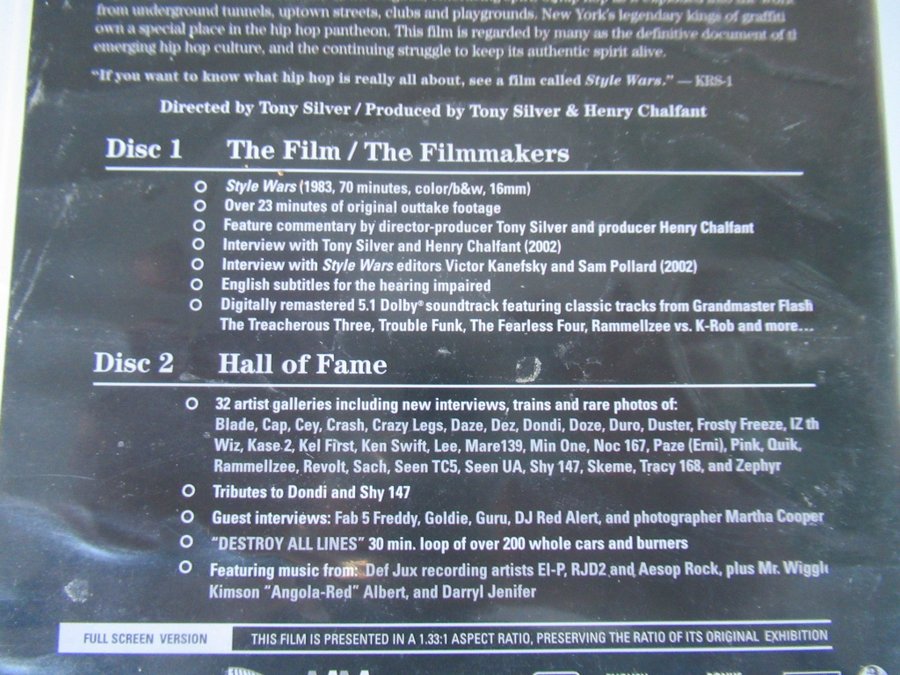 from underground tunnels, uptown streets, clubs and playgrounds. New York's legendary kings of graffiti
own a special place in the hip hop pantheon. This film is regarded by many as the definitive document of
emerging hip hop culture, and the continuing struggle to keep its authentic spirit alive.
"If you want to know what hip hop is really all about, see a film called Style Wars." — KRS-1
Directed by Tony Silver / Produced by Tony Silver & Henry Chalfant
Disc 1 The Film / The Filmmakers
Style Wars (1983, 70 minutes, color/b&w, 16mm)
Over 23 minutes of original outtake footage
Feature commentary by director-producer Tony Silver and producer Henry Chalfant
Interview with Tony Silver and Henry Chalfant (2002)
Interview with Style Wars editors Victor Kanefsky and Sam Pollard (2002)
English subtitles for the hearing impaired
Digitally remastered 5.1 Dolby® soundtrack featuring classic tracks from Grandmaster Flash
The Treacherous Three, Trouble Funk, The Fearless Four, Rammellzee vs. K-Rob and more...
Disc 2 Hall of Fame
32 artist galleries including new interviews, trains and rare photos of:
Blade, Cap, Cey, Crash, Crazy Legs, Daze, Dez, Dondi, Doze, Duro, Duster, Frosty Freeze, IZ th
Wiz, Kase 2, Kel First, Ken Swift, Lee, Mare139, Min One, Noc 167, Paze (Erni), Pink, Quik,
Rammellzee, Revolt, Sach, Seen TC5, Seen UA, Shy 147, Skeme, Tracy 168, and Zephyr
Tributes to Dondi and Shy 147
Guest interviews: Fab 5 Freddy, Goldie, Guru, DJ Red Alert, and photographer Martha Cooper
"DESTROY ALL LINES" 30 min. loop of over 200 whole cars and burners
Featuring music from: Def Jux recording artists El-P, RJD2 and Aesop Rock, plus Mr. Wiggl
Kimson "Angola-Red" Albert, and Darryl Jenifer
FULL SCREEN VERSION THIS FILM IS PRESENTED IN A 1.33:1 ASPECT RATIO, PRESERVING THE RATIO OF ITS ORIGINAL EXHIBITION